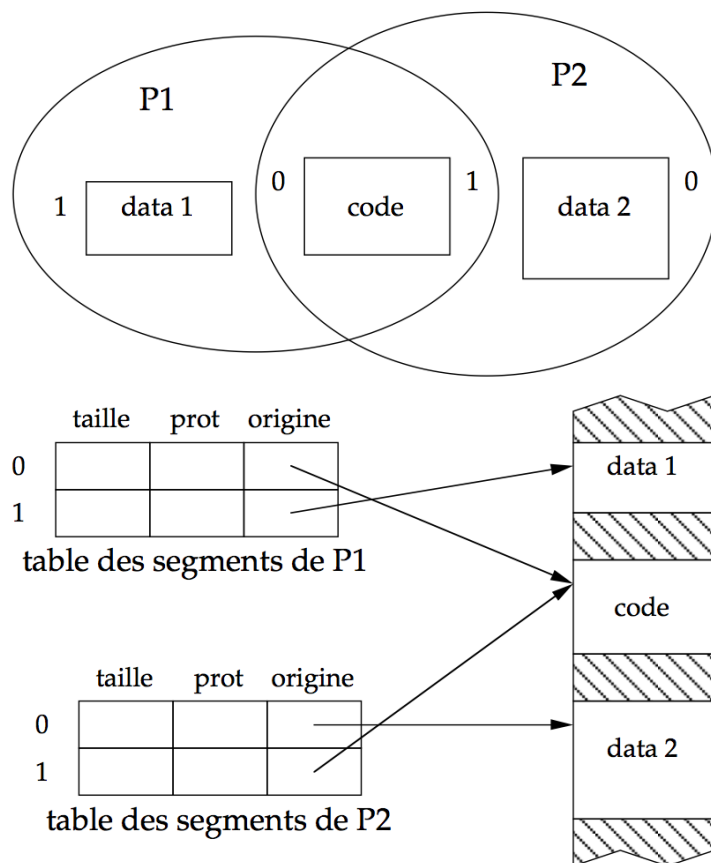 P1
P2
1
data 1
0
code
1
data 2
0
taille prot origine
0
1
table des segments de P1
taille prot origine
0
1
table des segments de P2
data 1
code
data 2